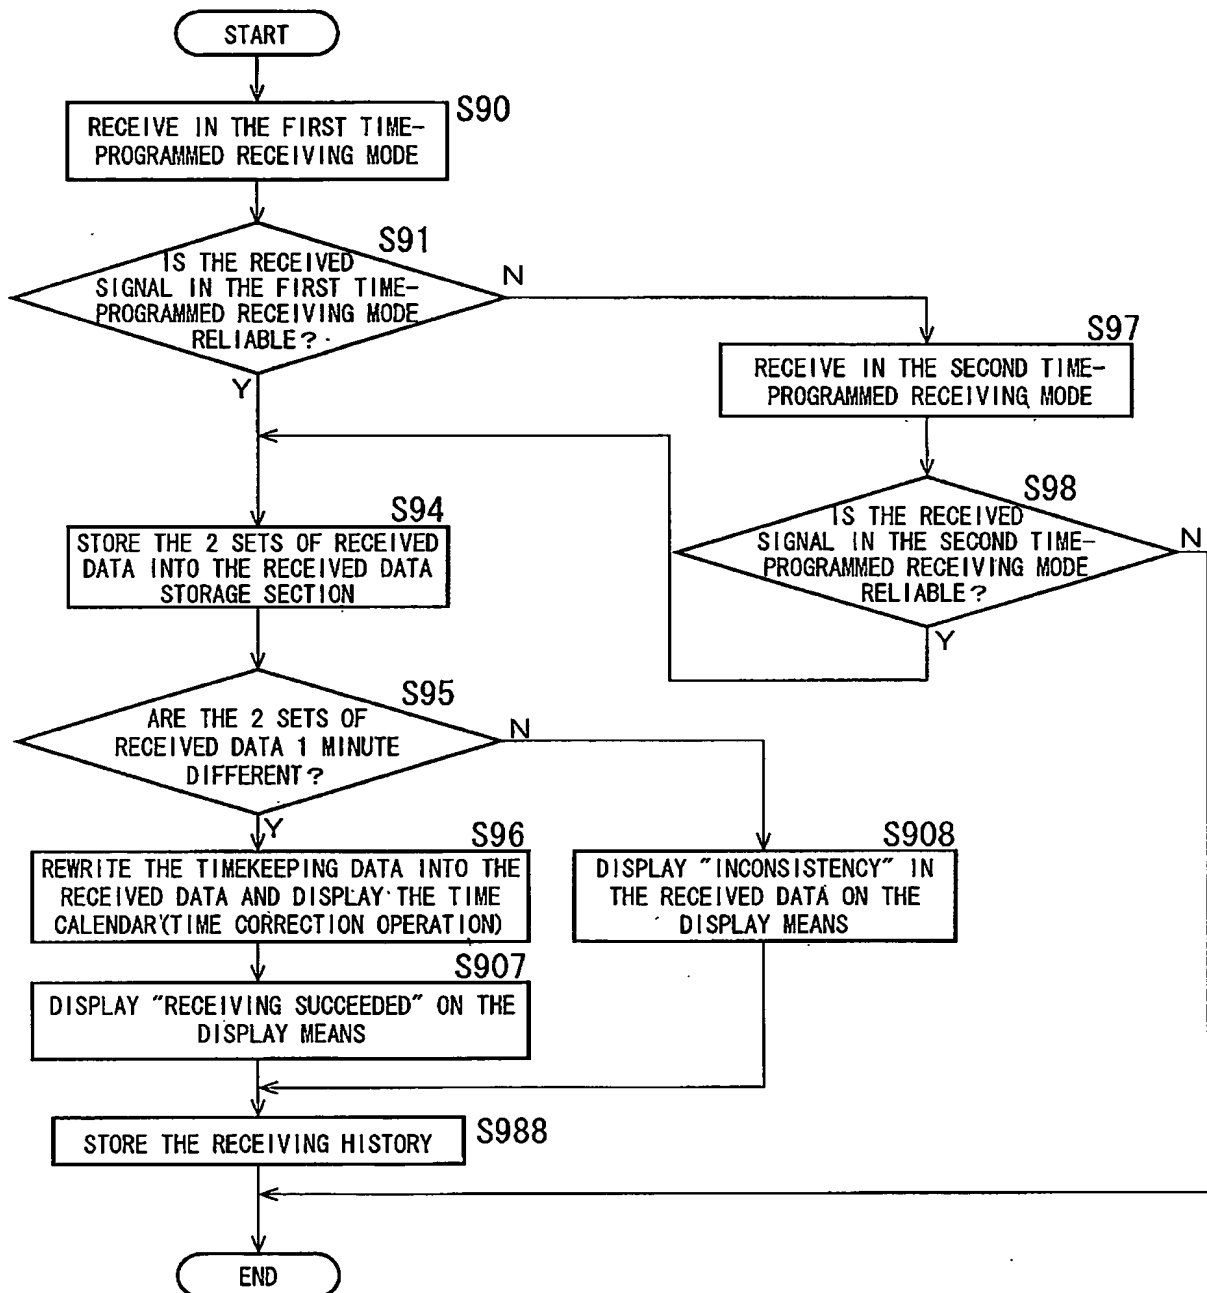 START
S90
RECEIVE IN THE FIRST TIME-
PROGRAMMED RECEIVING MODE
S91
IS THE RECEIVED
SIGNAL IN THE FIRST TIME-
PROGRAMMED RECEIVING MODE
RELIABLE?
N
Y
S97
RECEIVE IN THE SECOND TIME-
PROGRAMMED RECEIVING MODE
S98
IS THE RECEIVED
SIGNAL IN THE SECOND TIME-
PROGRAMMED RECEIVING MODE
RELIABLE?
N
Y
S94
STORE THE 2 SETS OF RECEIVED
DATA INTO THE RECEIVED DATA
STORAGE SECTION
S95
ARE THE 2 SETS OF
RECEIVED DATA 1 MINUTE
DIFFERENT?
N
Y
S96
REWRITE THE TIMEKEEPING DATA INTO THE
RECEIVED DATA AND DISPLAY THE TIME
CALENDAR(TIME CORRECTION OPERATION)
S908
DISPLAY "INCONSISTENCY" IN
THE RECEIVED DATA ON THE
DISPLAY MEANS
S907
DISPLAY "RECEIVING SUCCEEDED" ON THE
DISPLAY MEANS
STORE THE RECEIVING HISTORY
S988
END